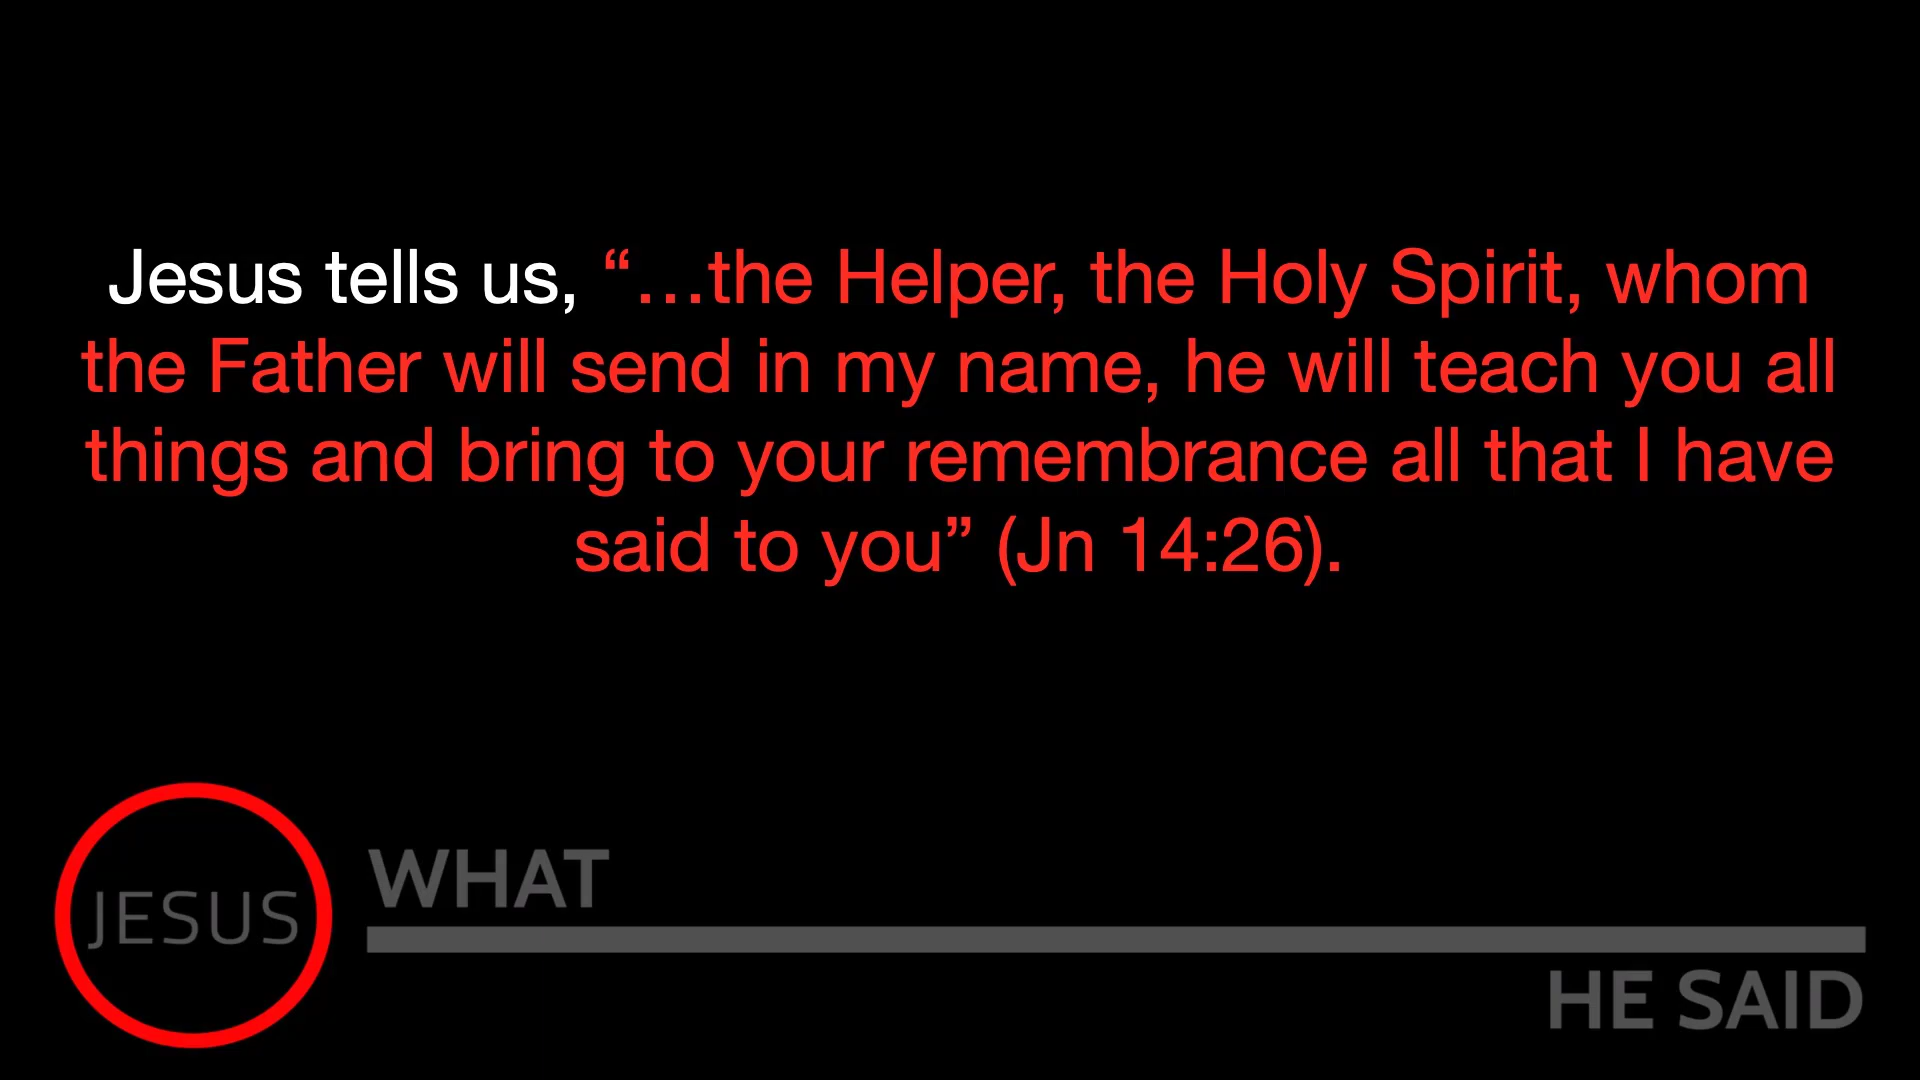 Jesus tells us, “…the Helper, the Holy Spirit, whom
the Father will send in my name, he will teach you all
things and bring to your remembrance all that I have
said to you” (Jn 14:26).
JESUS
WHAT
HE SAID